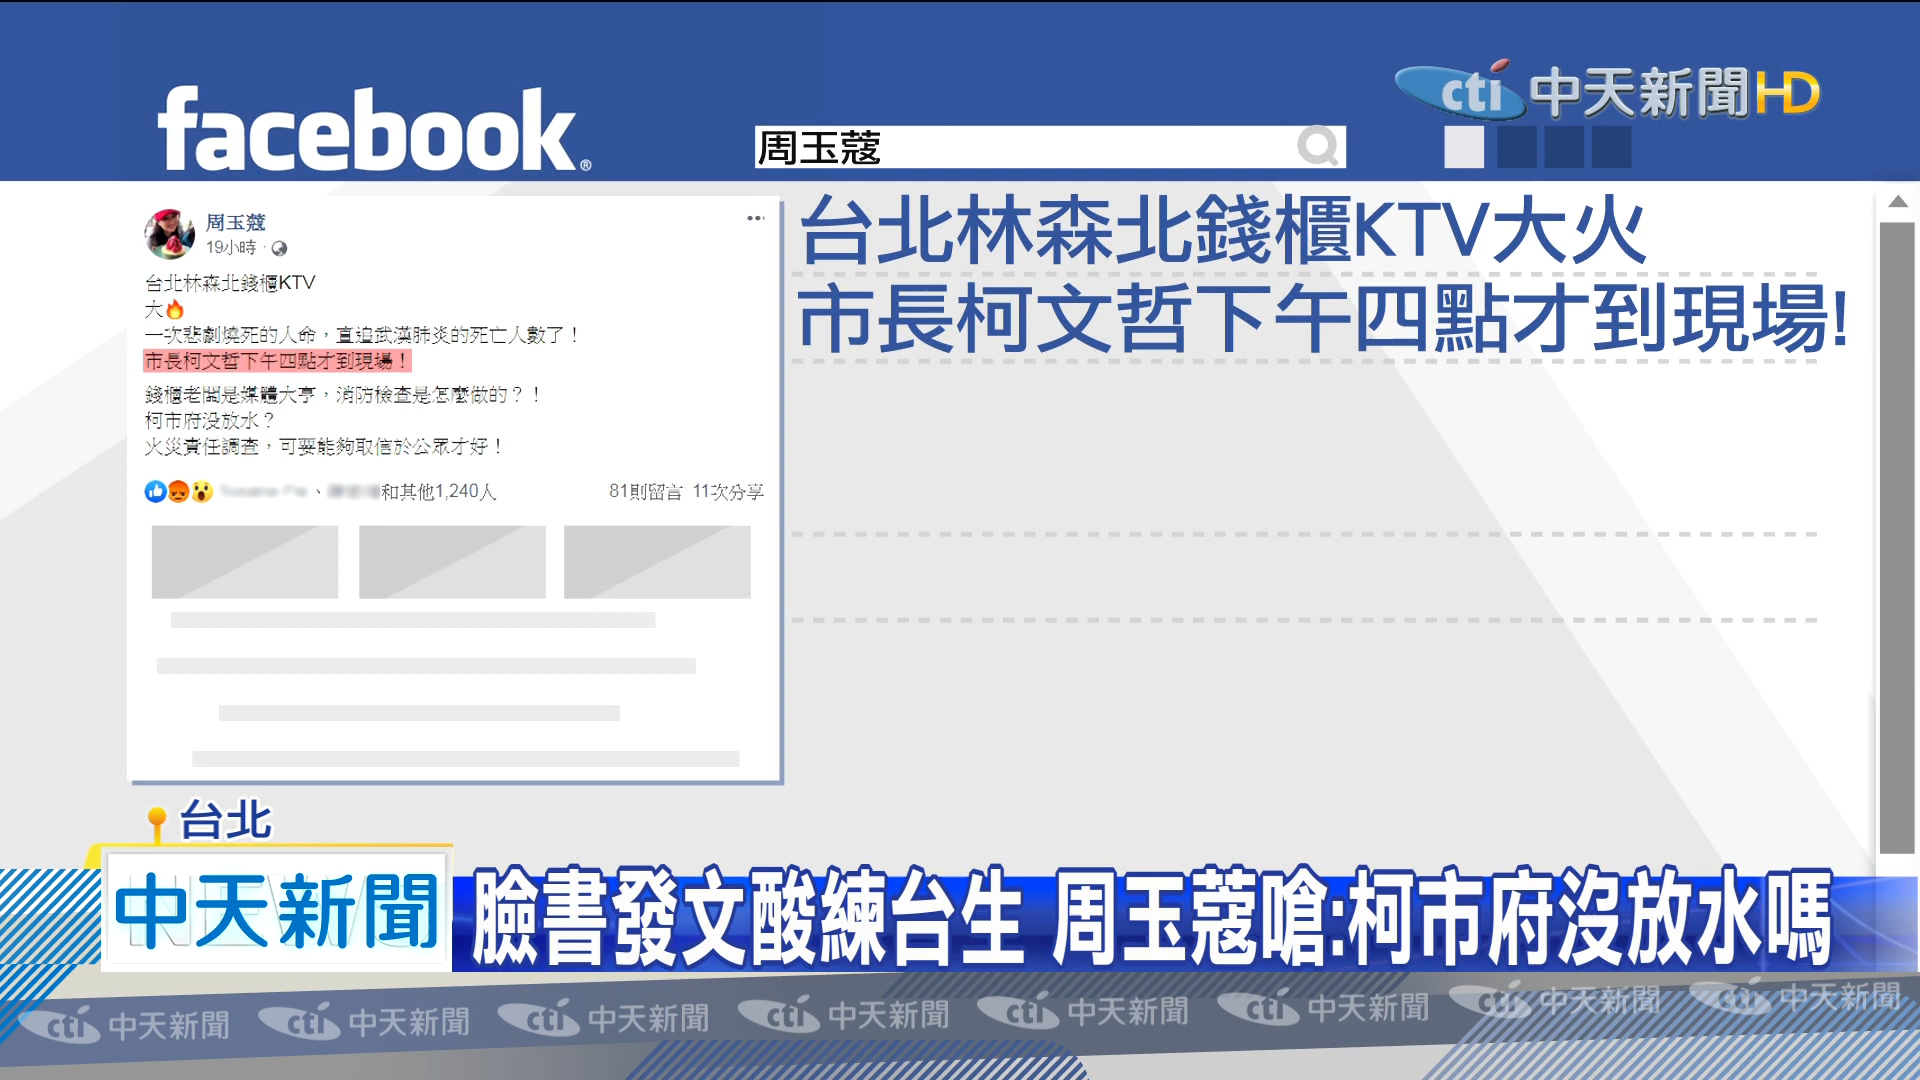 facebook®
周玉蔻
cti 中天新聞HD
周玉蔻
19小時
台北林森北錢櫃KTV
大🔥
一次悲劇燒死的人命，直追武漢肺炎的死亡人數了！
市長柯文哲下午四點才到現場！
錢櫃老闆是媒體大亨，消防檢查是怎麼做的？！
柯市府沒放水？
火災責任調查，可要能夠取信於公眾才好！
、
和其他1,240人
81則留言 11次分享
台北林森北錢櫃KTV大火
市長柯文哲下午四點才到現場!
台北
中天新聞
臉書發文酸練台生 周玉蔻嗆:柯市府沒放水嗎
cti 中天新聞 cti 中天新聞 cti 中天新聞 cti 中天新聞 cti 中天新聞 cti 中天新聞 cti 中天新聞 cti 中天新聞